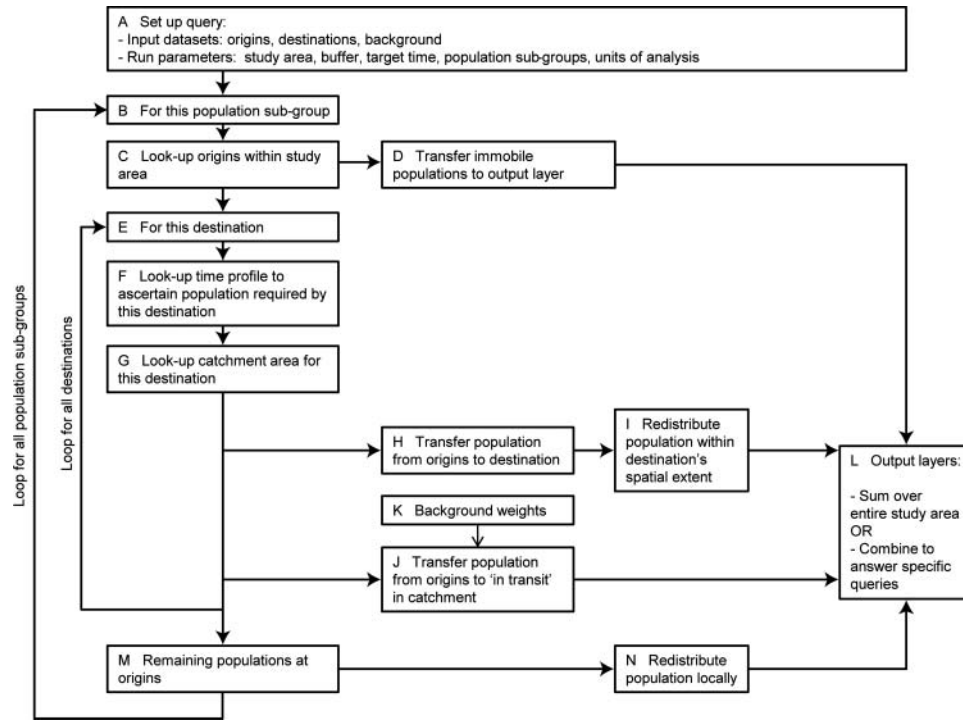 A Set up query:
- Input datasets: origins, destinations, background
- Run parameters: study area, buffer, target time, population sub-groups, units of analysis
B For this population sub-group
C Look-up origins within study
area
D Transfer immobile
populations to output layer
E For this destination
F Look-up time profile to
ascertain population required by
this destination
G Look-up catchment area for
this destination
Loop for all population sub-groups
Loop for all destinations
H Transfer population
from origins to destination
I Redistribute
population within
destination's
spatial extent
K Background weights
J Transfer population
from origins to 'in transit'
in catchment
L Output layers:
- Sum over
entire study area
OR
- Combine to
answer specific
queries
M Remaining populations at
origins
N Redistribute
population locally